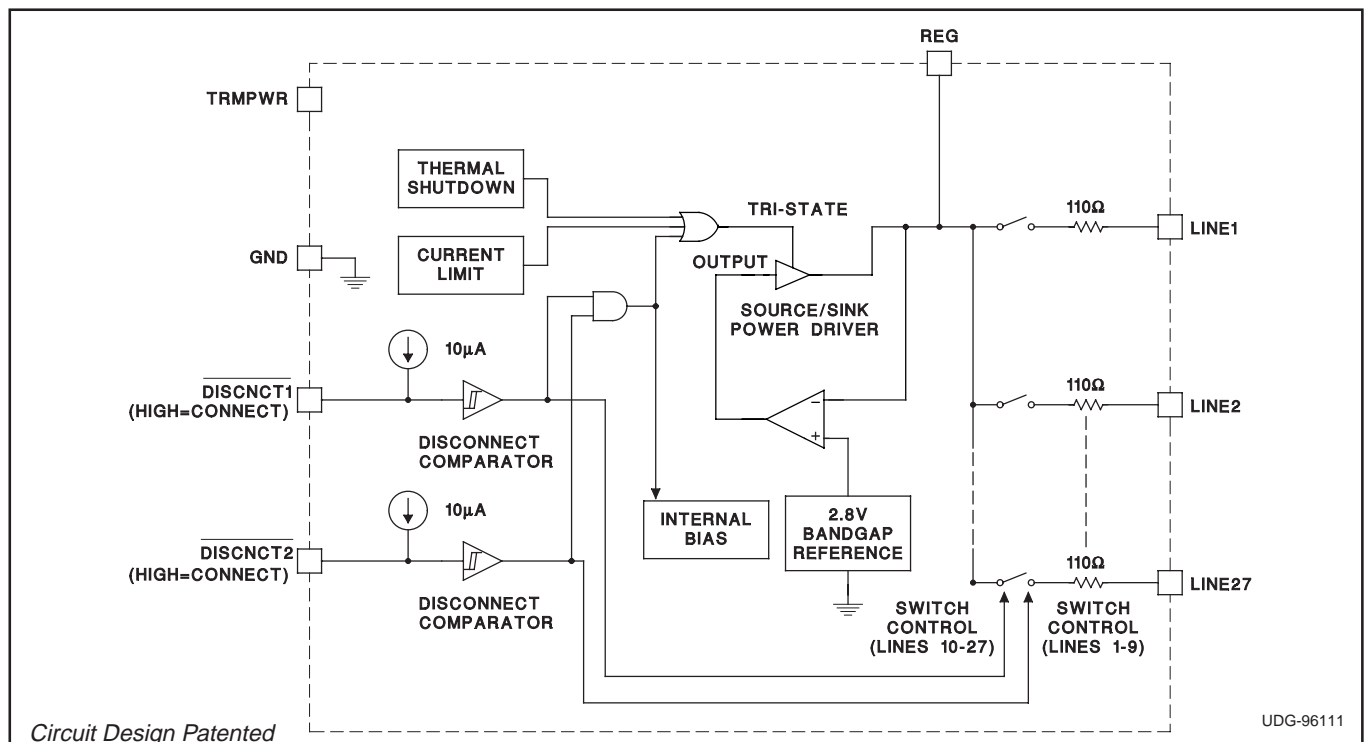 REG
TRMPWR
THERMAL
SHUTDOWN
TRI-STATE
110Ω
LINE1
GND
CURRENT
LIMIT
OUTPUT
SOURCE/SINK
POWER DRIVER
10µA
DISCNCT1
(HIGH=CONNECT)
110Ω
LINE2
−
+
DISCONNECT
COMPARATOR
10µA
INTERNAL
BIAS
2.8V
BANDGAP
REFERENCE
DISCNCT2
(HIGH=CONNECT)
110Ω
LINE27
DISCONNECT
COMPARATOR
SWITCH
CONTROL
(LINES 10-27)
SWITCH
CONTROL
(LINES 1-9)
Circuit Design Patented
UDG-96111